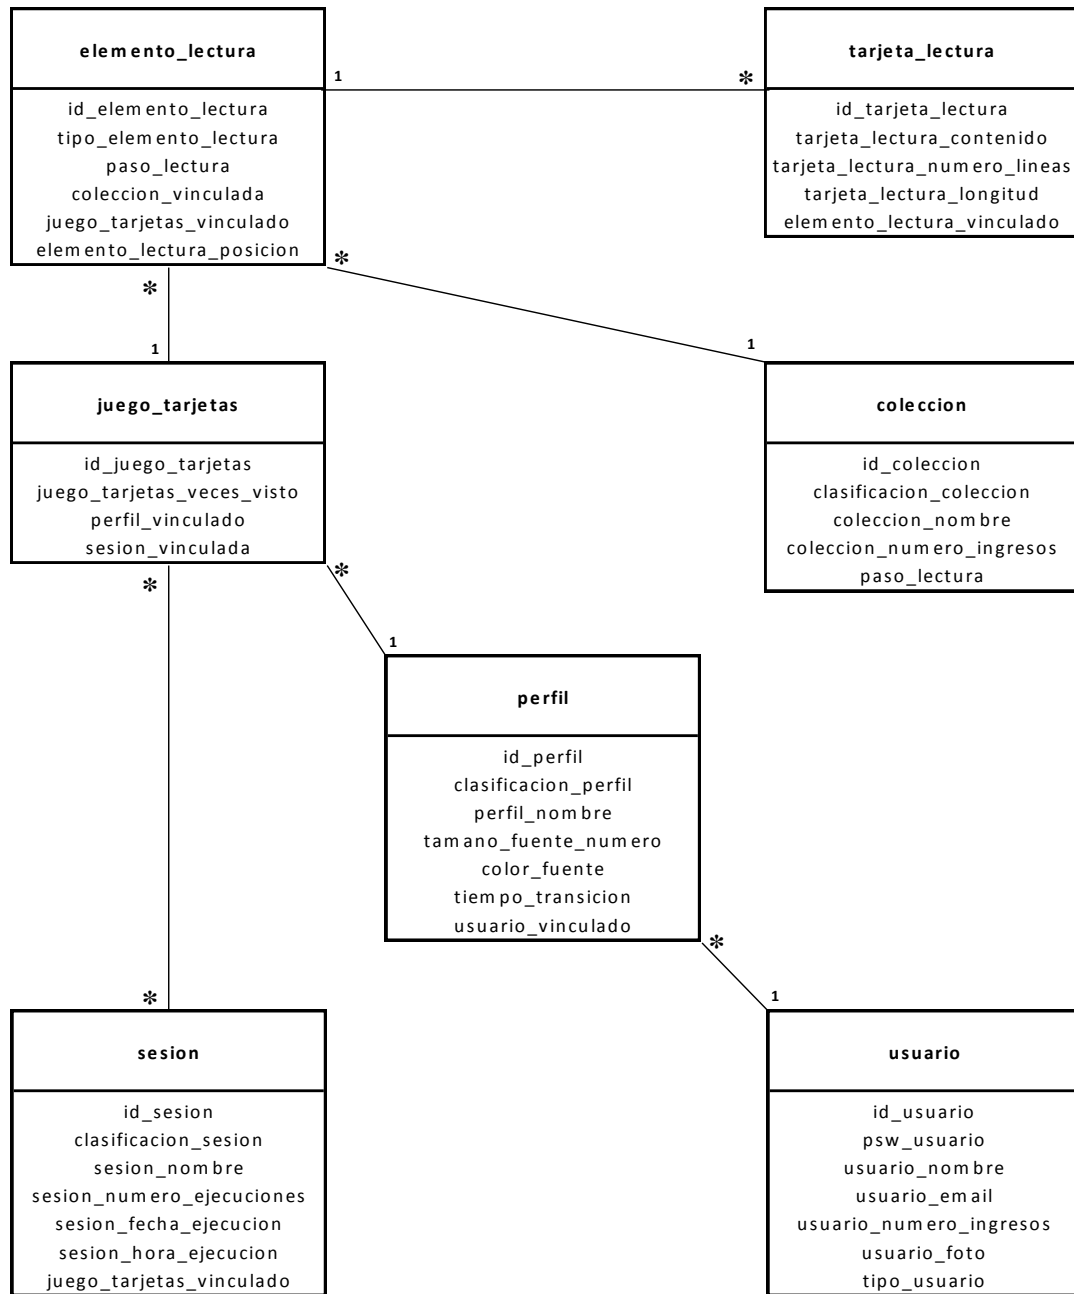 elemento_lectura
id_elemento_lectura
tipo_elemento_lectura
paso_lectura
coleccion_vinculada
juego_tarjetas_vinculado
elemento_lectura_posicion
1
*
tarjeta_lectura
id_tarjeta_lectura
tarjeta_lectura_contenido
tarjeta_lectura_numero_lineas
tarjeta_lectura_longitud
elemento_lectura_vinculado
*
*
1
1
juego_tarjetas
id_juego_tarjetas
juego_tarjetas_veces_visto
perfil_vinculado
sesion_vinculada
coleccion
id_coleccion
clasificacion_coleccion
coleccion_nombre
coleccion_numero_ingresos
paso_lectura
*
*
1
perfil
id_perfil
clasificacion_perfil
perfil_nombre
tamano_fuente_numero
color_fuente
tiempo_transicion
usuario_vinculado
*
*
1
sesion
id_sesion
clasificacion_sesion
sesion_nombre
sesion_numero_ejecuciones
sesion_fecha_ejecucion
sesion_hora_ejecucion
juego_tarjetas_vinculado
usuario
id_usuario
psw_usuario
usuario_nombre
usuario_email
usuario_numero_ingresos
usuario_foto
tipo_usuario